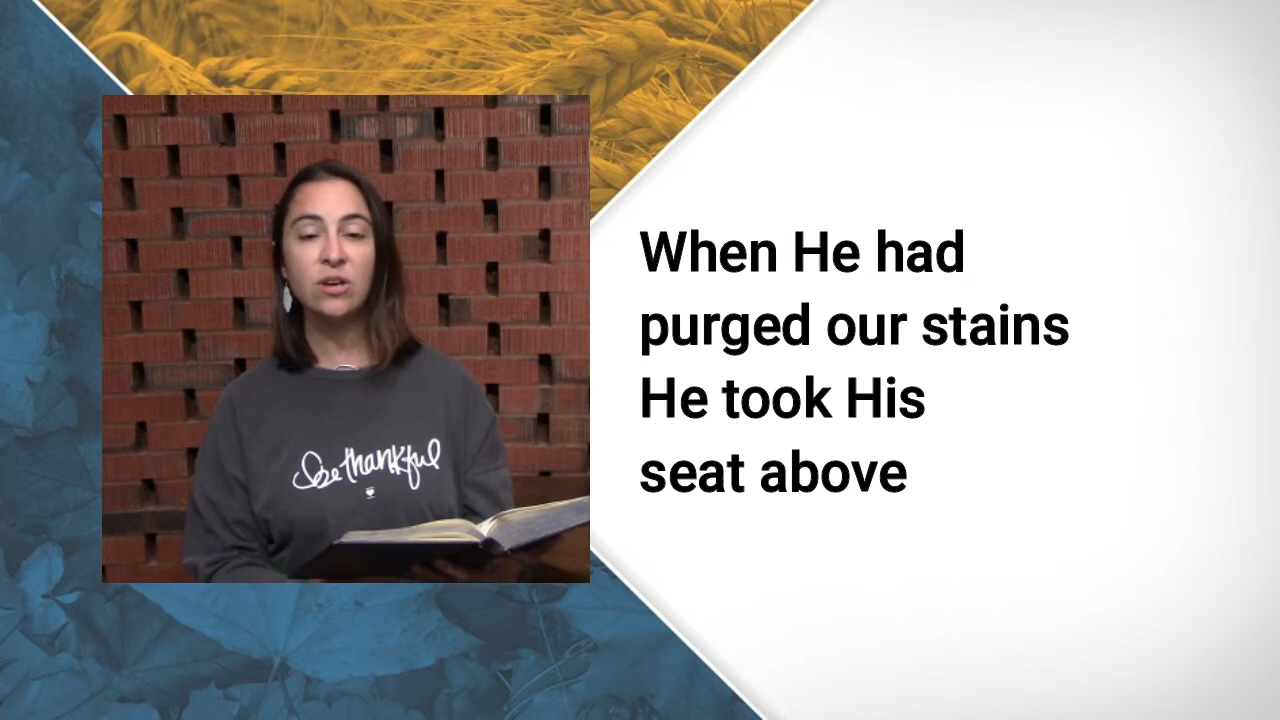 When He had
purged our stains
He took His
seat above
be thankful